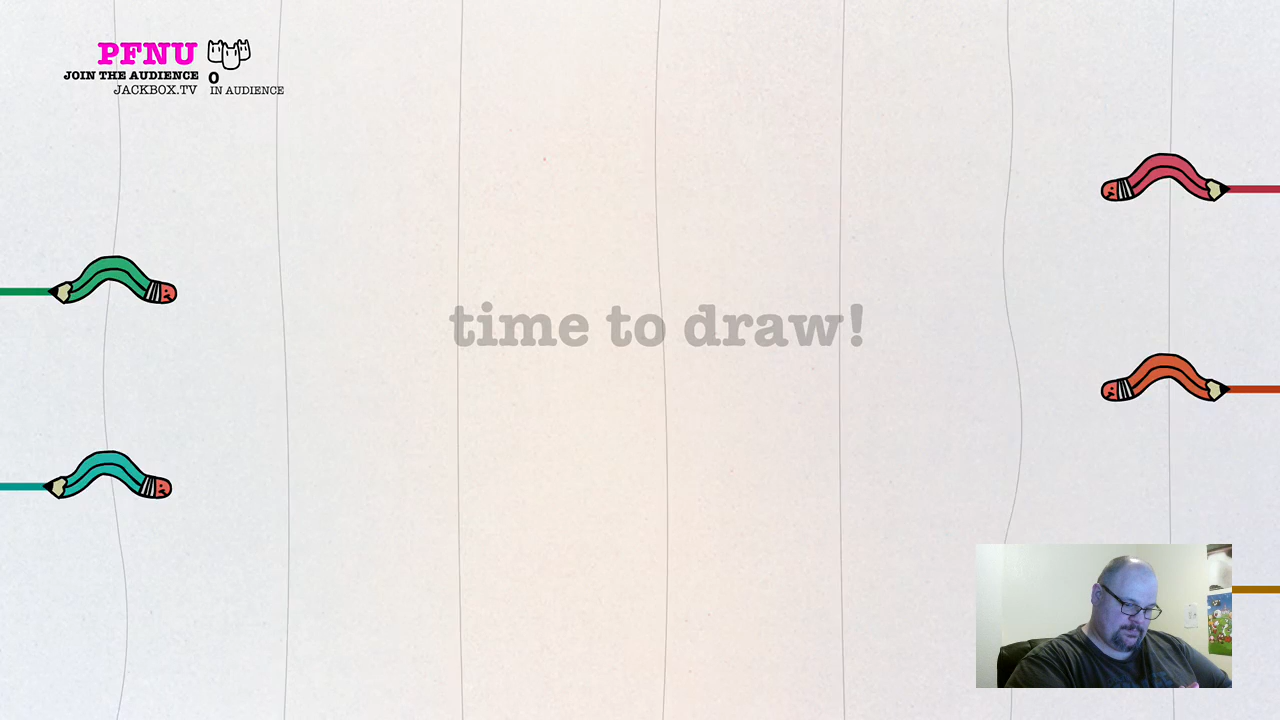 PFNU
JOIN THE AUDIENCE
JACKBOX.TV
0
IN AUDIENCE
time to draw!